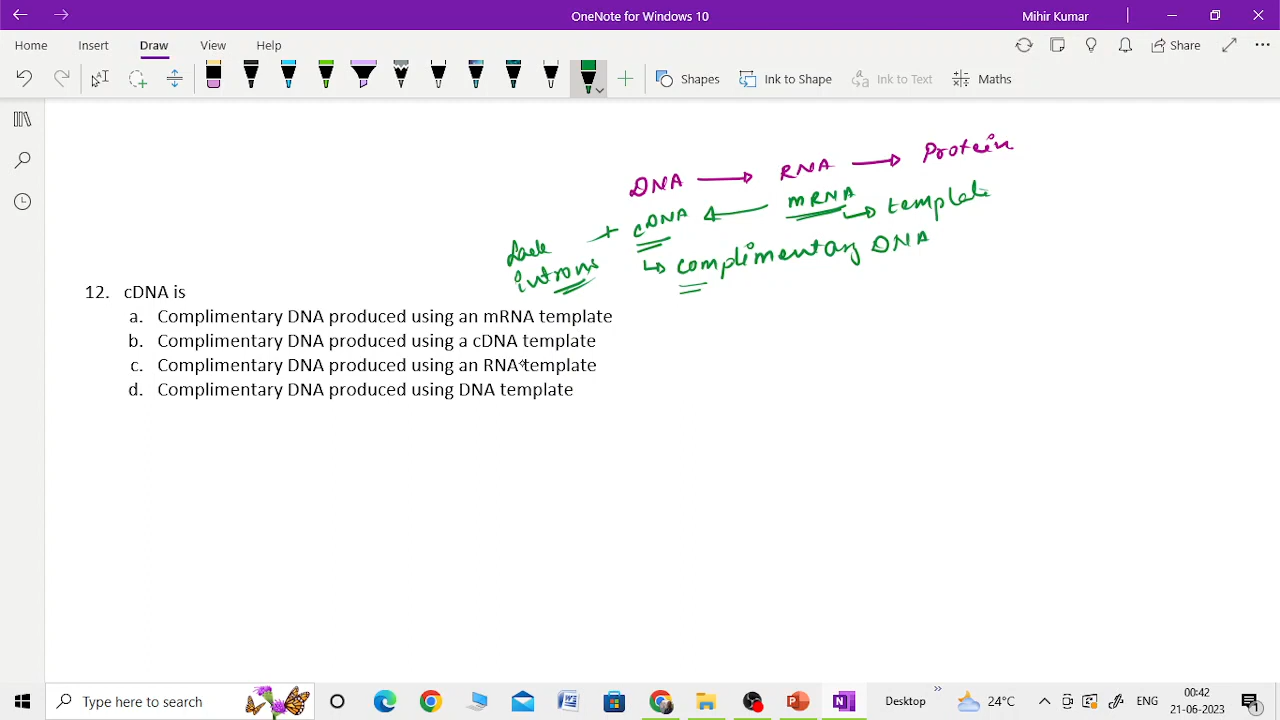 OneNote for Windows 10
Mihir Kumar
Home Insert Draw View Help
Share
Shapes Ink to Shape Ink to Text Maths
DNA → RNA → Protein
cDNA ← mRNA → template
Lack introns
complimentary DNA
12. cDNA is
a. Complimentary DNA produced using an mRNA template
b. Complimentary DNA produced using a cDNA template
c. Complimentary DNA produced using an RNA template
d. Complimentary DNA produced using DNA template
Type here to search
Desktop
24°C
ENG
00:42
21-06-2023